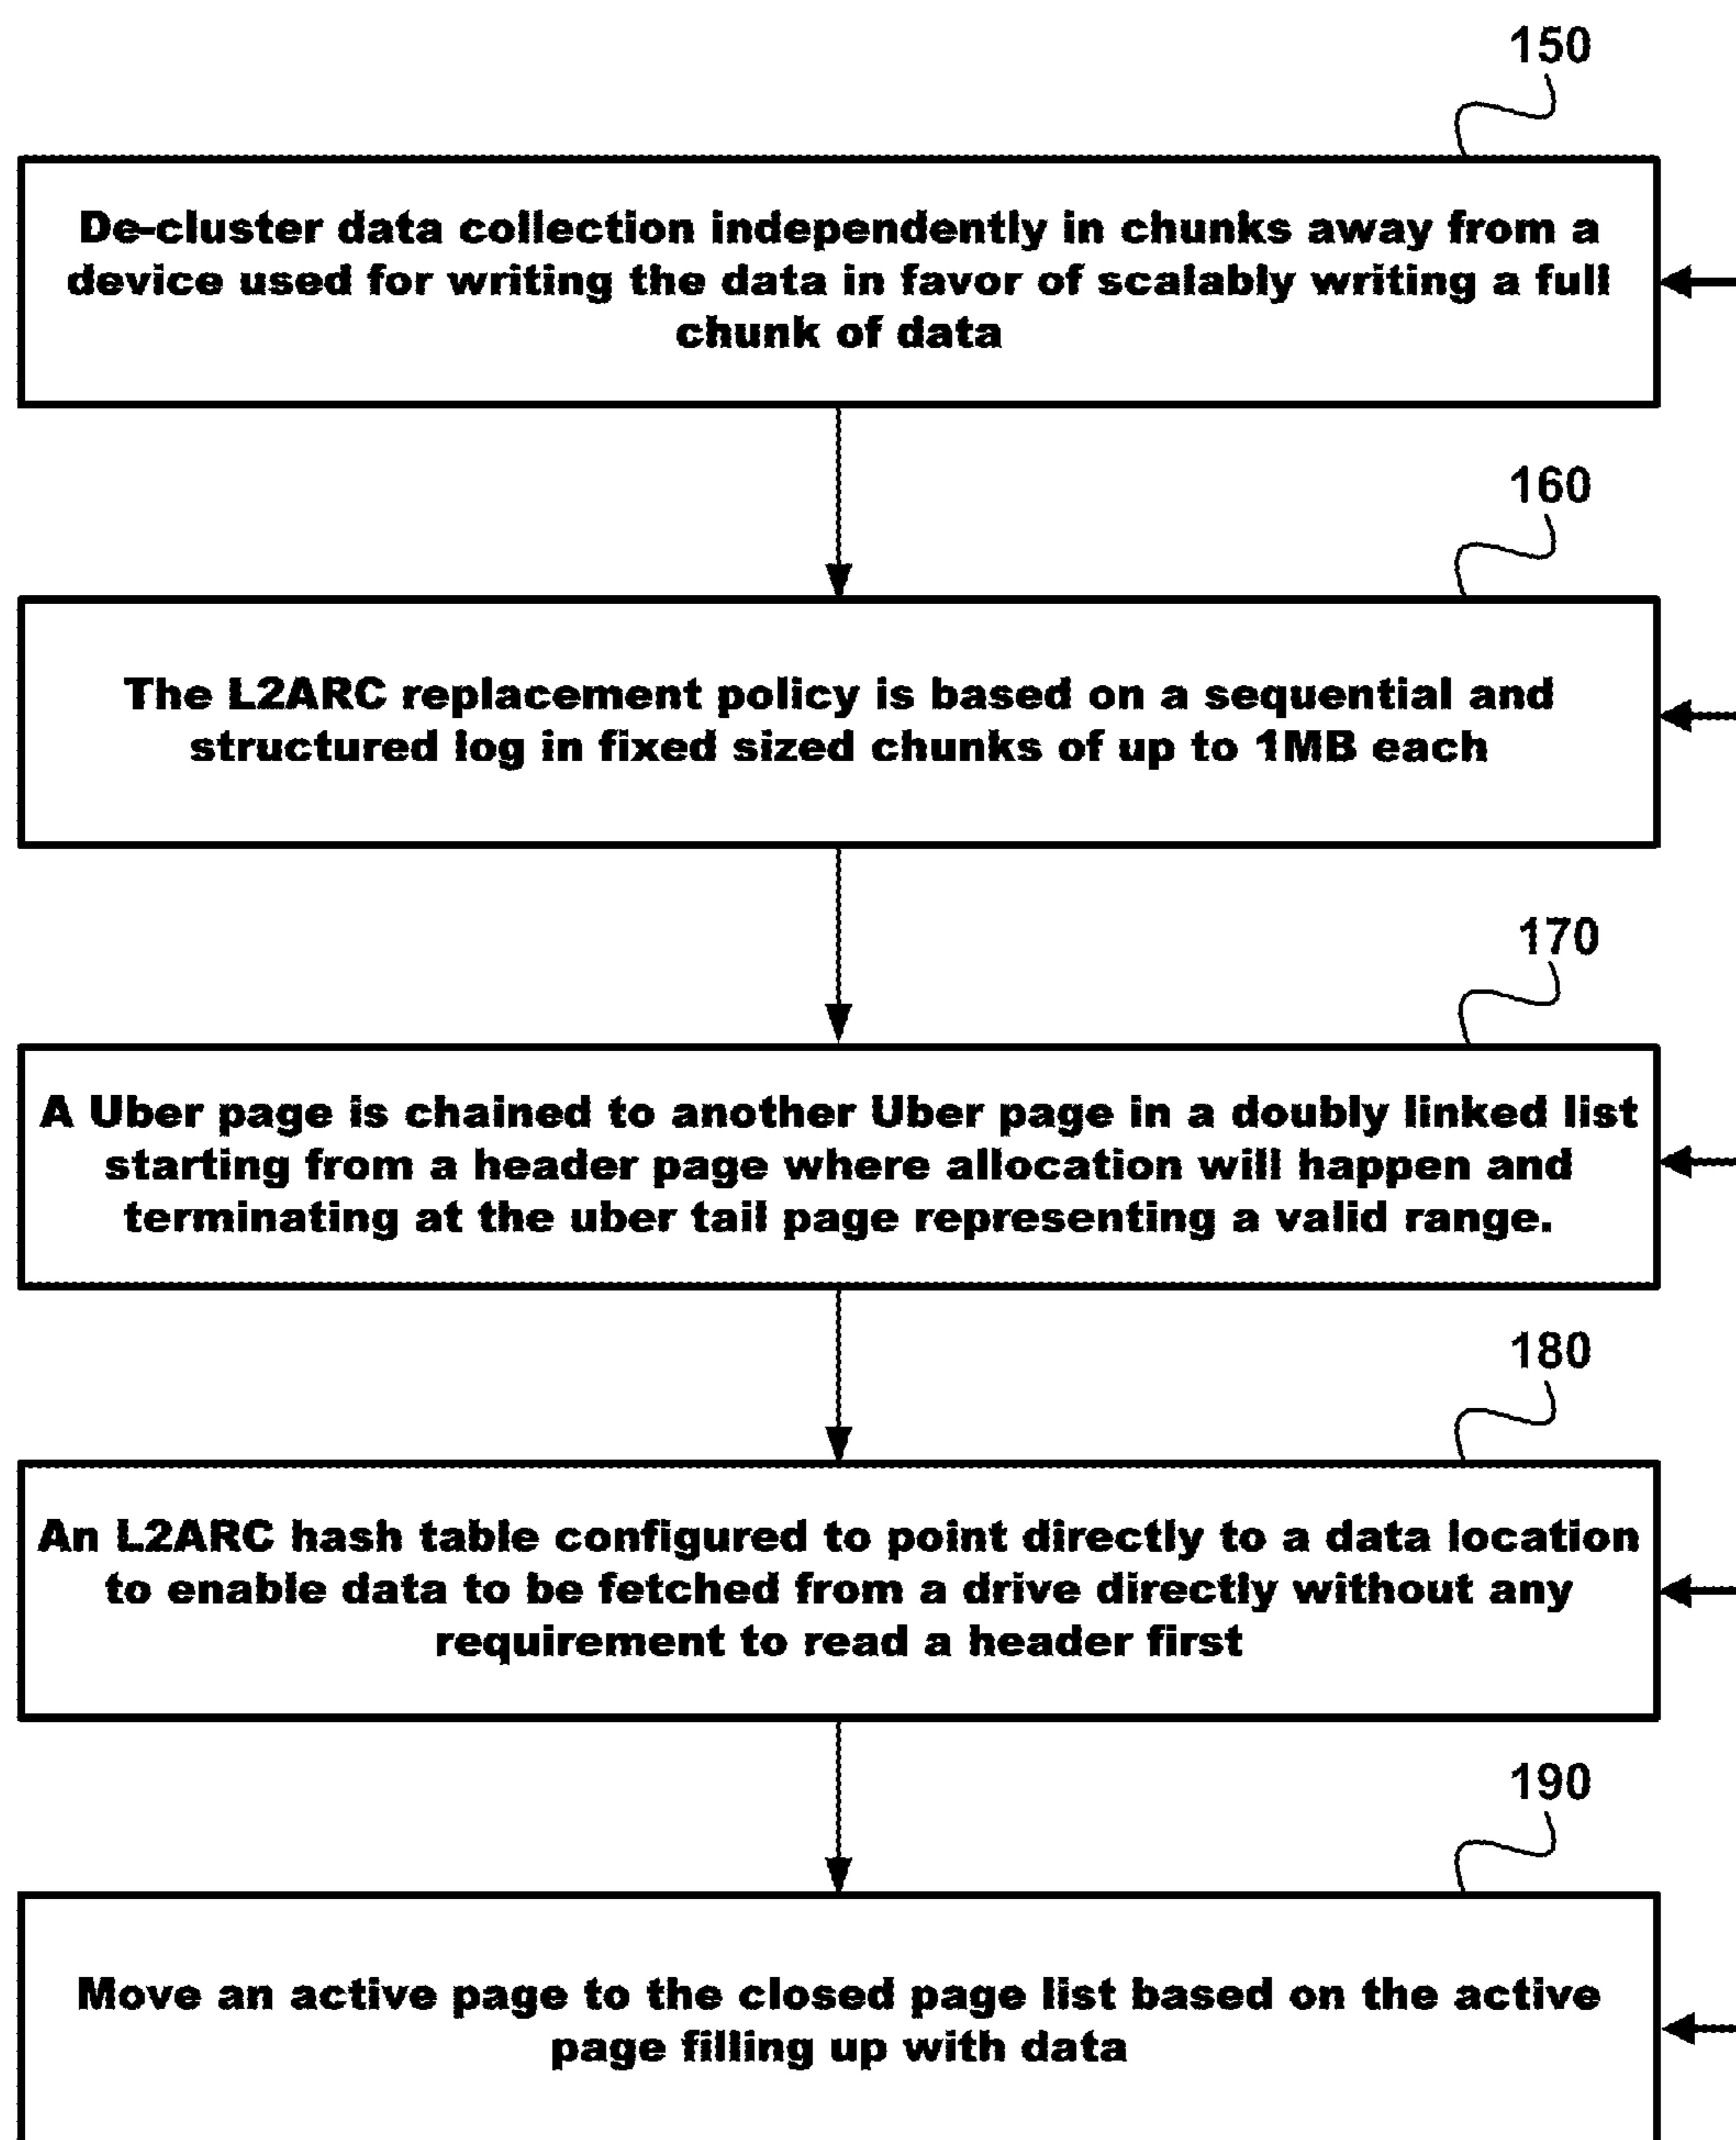 150
De-cluster data collection independently in chunks away from a
device used for writing the data in favor of scalably writing a full
chunk of data
160
The L2ARC replacement policy is based on a sequential and
structured log in fixed sized chunks of up to 1MB each
170
A Uber page is chained to another Uber page in a doubly linked list
starting from a header page where allocation will happen and
terminating at the uber tail page representing a valid range.
180
An L2ARC hash table configured to point directly to a data location
to enable data to be fetched from a drive directly without any
requirement to read a header first
190
Move an active page to the closed page list based on the active
page filling up with data